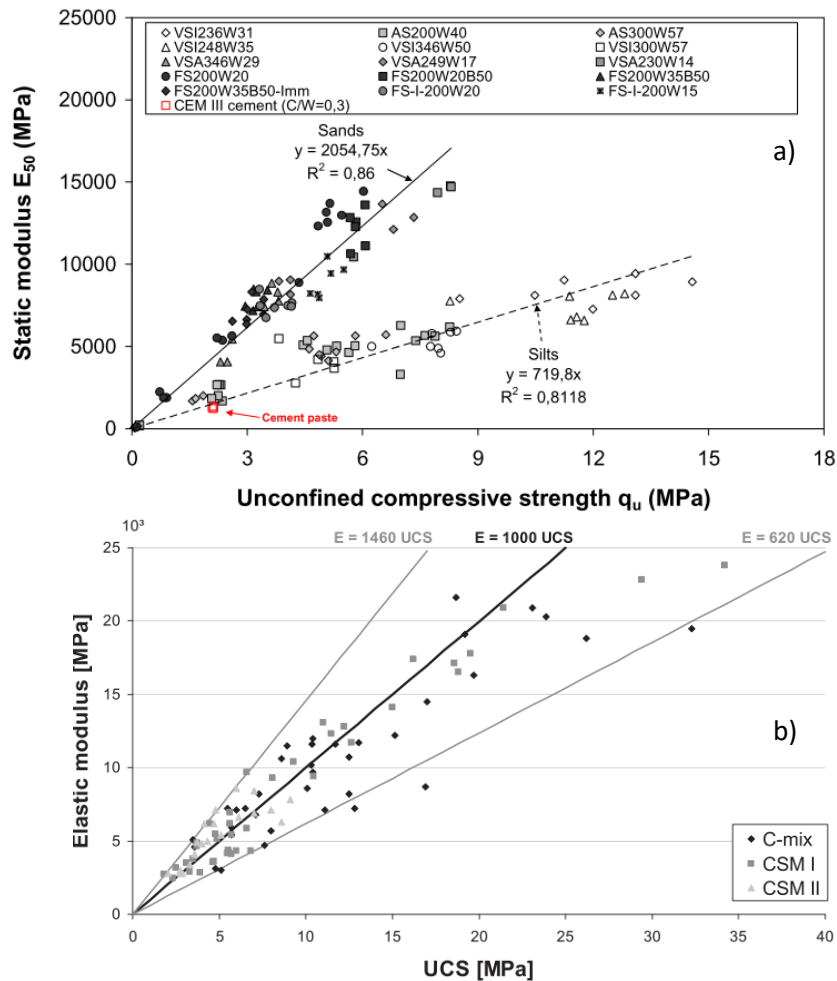 VSI236W31 AS200W40 AS300W57
VSI248W35 VSI346W50 VSI300W57
VSA346W29 VSA249W17 VSA230W14
FS200W20 FS200W20B50 FS200W35B50
FS200W35B50-Imm FS-I-200W20 FS-I-200W15
CEM III cement (C/W=0,3)
25000
20000
15000
10000
5000
0
Static modulus E50 (MPa)
a)
Sands
y = 2054,75x
R² = 0,86
Silts
y = 719,8x
R² = 0,8118
Cement paste
0 3 6 9 12 15 18
Unconfined compressive strength qu (MPa)
10³
E = 1460 UCS E = 1000 UCS E = 620 UCS
25
20
15
10
5
0
Elastic modulus [MPa]
b)
C-mix
CSM I
CSM II
0 5 10 15 20 25 30 35 40
UCS [MPa]